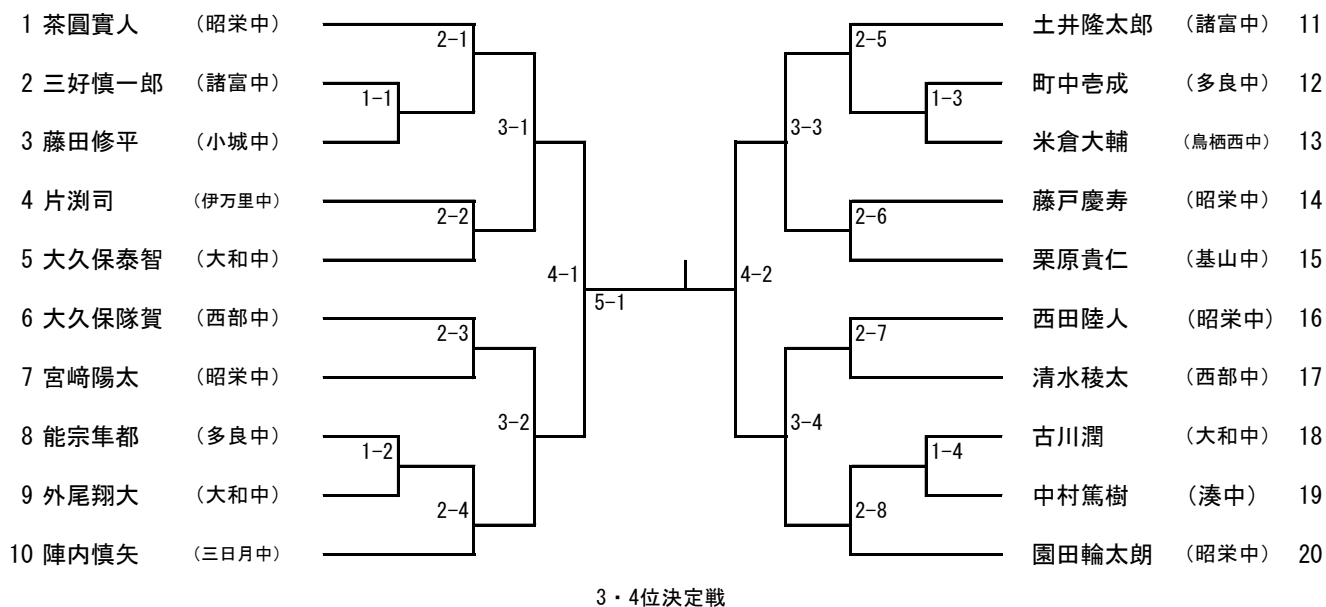 1 茶圓實人 （昭栄中）
2 三好慎一郎 （諸富中）
3 藤田修平 （小城中）
4 片渕司 （伊万里中）
5 大久保泰智 （大和中）
6 大久保隊賀 （西部中）
7 宮﨑陽太 （昭栄中）
8 能宗隼都 （多良中）
9 外尾翔大 （大和中）
10 陣内慎矢 （三日月中）
2-1
1-1
3-1
2-2
4-1
5-1
2-3
3-2
1-2
2-4
2-5
1-3
3-3
2-6
4-2
2-7
3-4
1-4
2-8
土井隆太郎 （諸富中） 11
町中壱成 （多良中） 12
米倉大輔 （鳥栖西中） 13
藤戸慶寿 （昭栄中） 14
栗原貴仁 （基山中） 15
西田陸人 （昭栄中） 16
清水稜太 （西部中） 17
古川潤 （大和中） 18
中村篤樹 （湊中） 19
園田輪太朗 （昭栄中） 20
3・4位決定戦